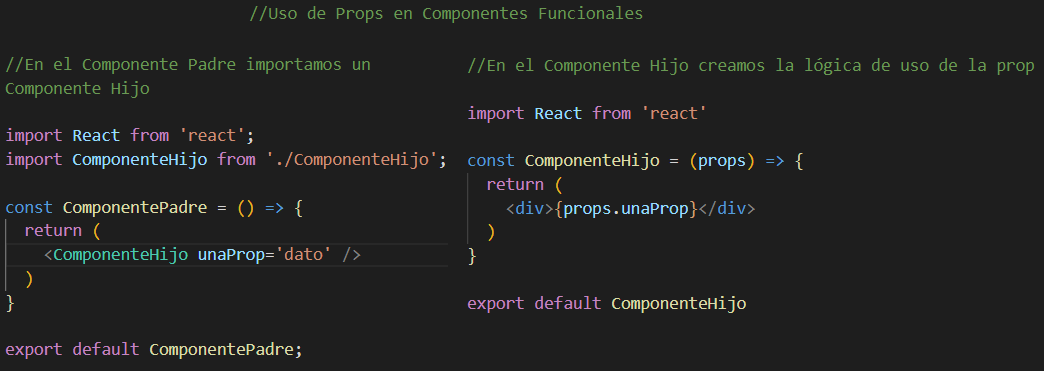 //Uso de Props en Componentes Funcionales
//En el Componente Padre importamos un
Componente Hijo
import React from 'react';
import ComponenteHijo from './ComponenteHijo';
const ComponentePadre = () => {
return (
<ComponenteHijo unaProp='dato' />
)
}
export default ComponentePadre;
//En el Componente Hijo creamos la lógica de uso de la prop
import React from 'react'
const ComponenteHijo = (props) => {
return (
<div>{props.unaProp}</div>
)
}
export default ComponenteHijo